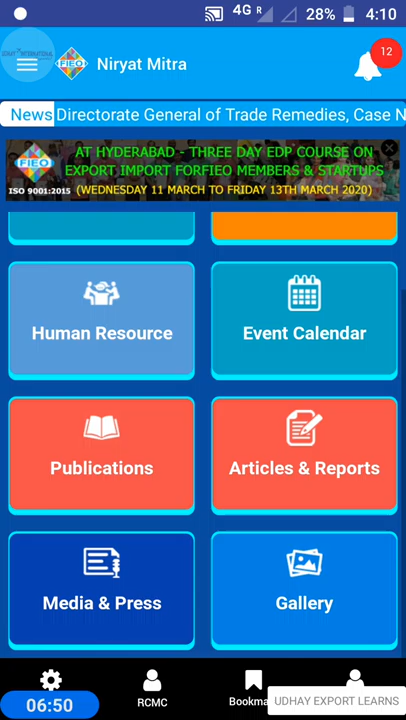 4G R 28% 4:10
FIEO Niryat Mitra 12
News Directorate General of Trade Remedies, Case N
FIEO
ISO 9001:2015
AT HYDERABAD - THREE DAY EDP COURSE ON
EXPORT IMPORT FORFIEO MEMBERS & STARTUPS
(WEDNESDAY 11 MARCH TO FRIDAY 13TH MARCH 2020)
Human Resource
Event Calendar
Publications
Articles & Reports
Media & Press
Gallery
06:50
RCMC
Bookma
UDHAY EXPORT LEARNS